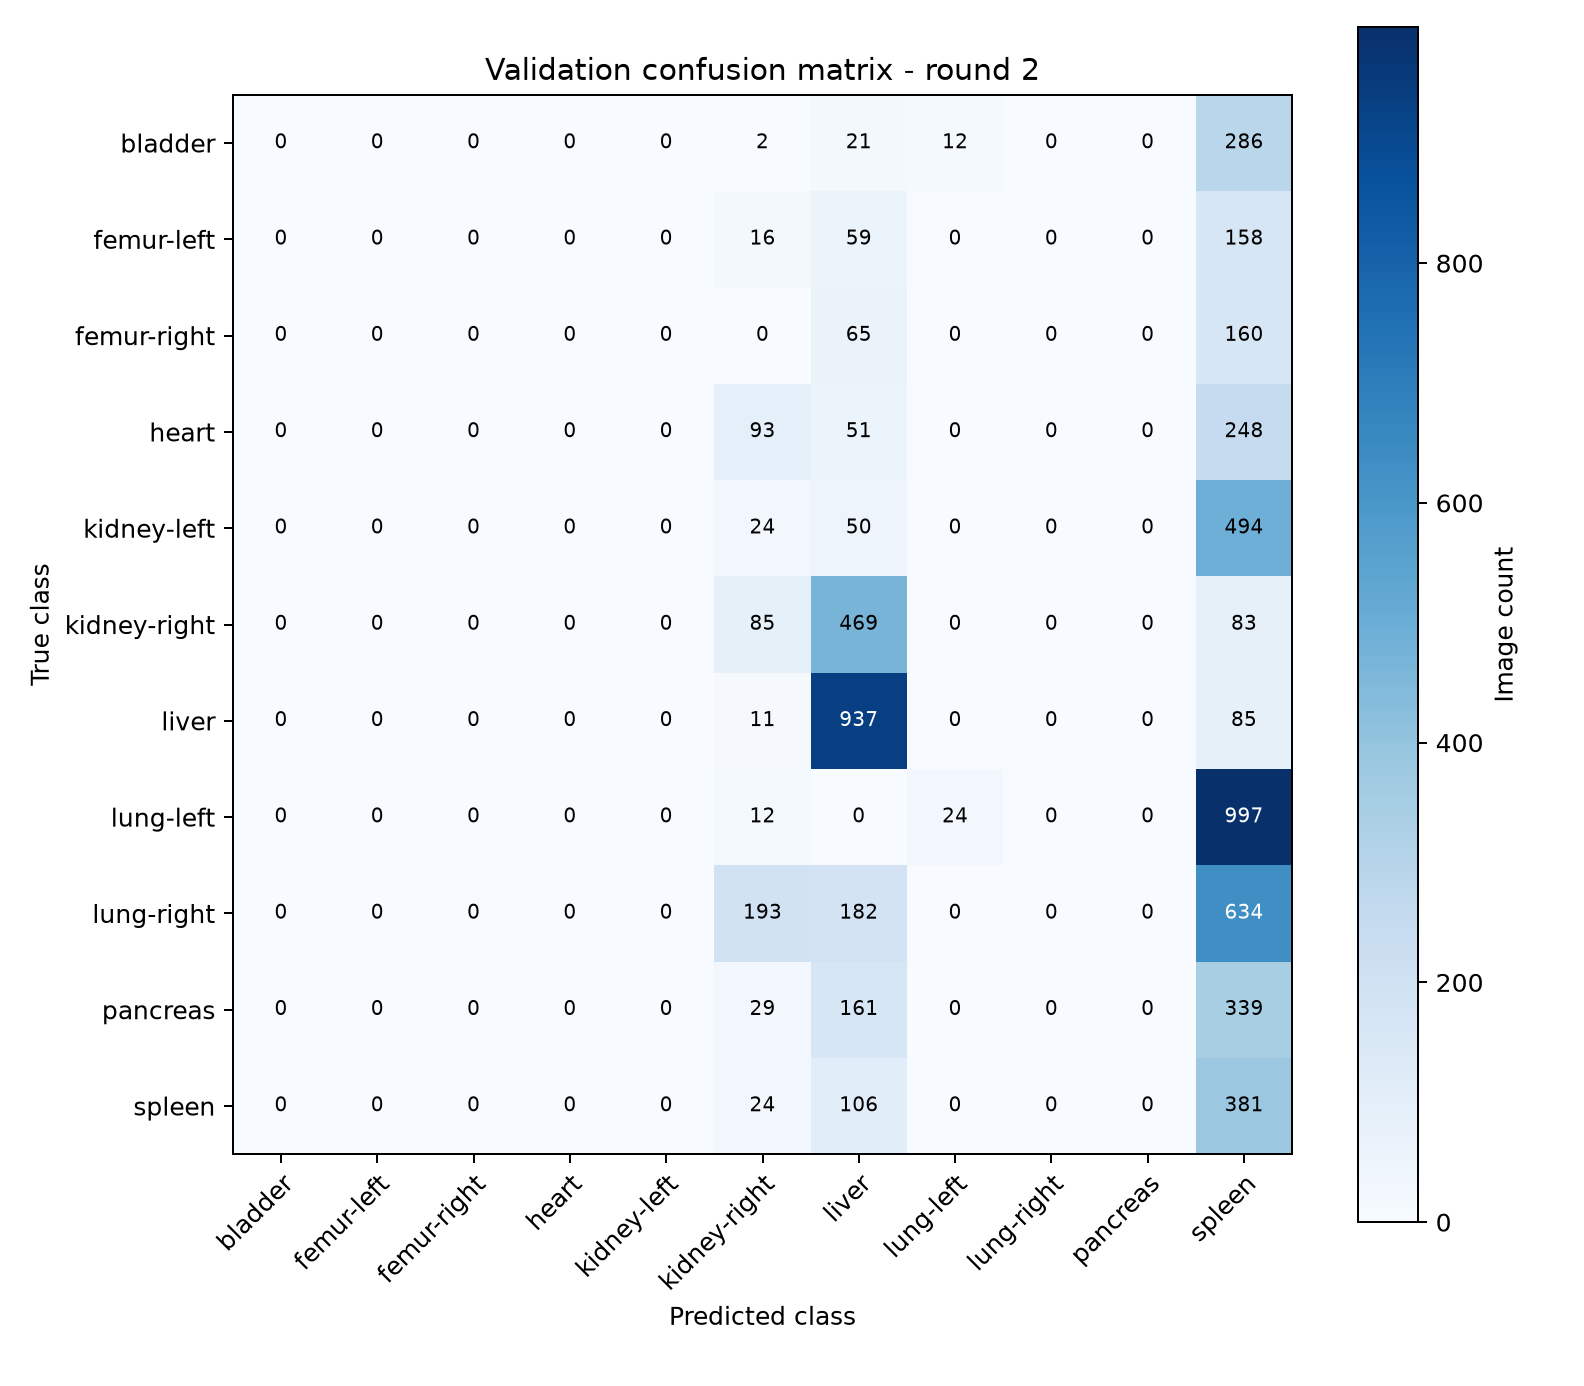 Validation confusion matrix - round 2
bladder 0 0 0 0 0 2 21 12 0 0 286
femur-left 0 0 0 0 0 16 59 0 0 0 158
femur-right 0 0 0 0 0 0 65 0 0 0 160
heart 0 0 0 0 0 93 51 0 0 0 248
kidney-left 0 0 0 0 0 24 50 0 0 0 494
kidney-right 0 0 0 0 0 85 469 0 0 0 83
liver 0 0 0 0 0 11 937 0 0 0 85
lung-left 0 0 0 0 0 12 0 24 0 0 997
lung-right 0 0 0 0 0 193 182 0 0 0 634
pancreas 0 0 0 0 0 29 161 0 0 0 339
spleen 0 0 0 0 0 24 106 0 0 0 381
True class
bladder femur-left femur-right heart kidney-left kidney-right liver lung-left lung-right pancreas spleen
Predicted class
800
600
400
200
0
Image count